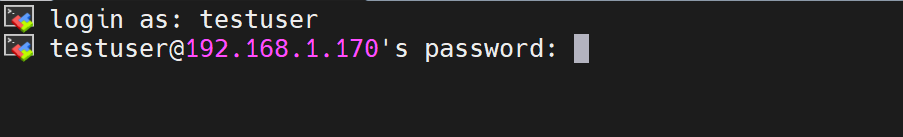 login as: testuser
testuser@192.168.1.170's password: